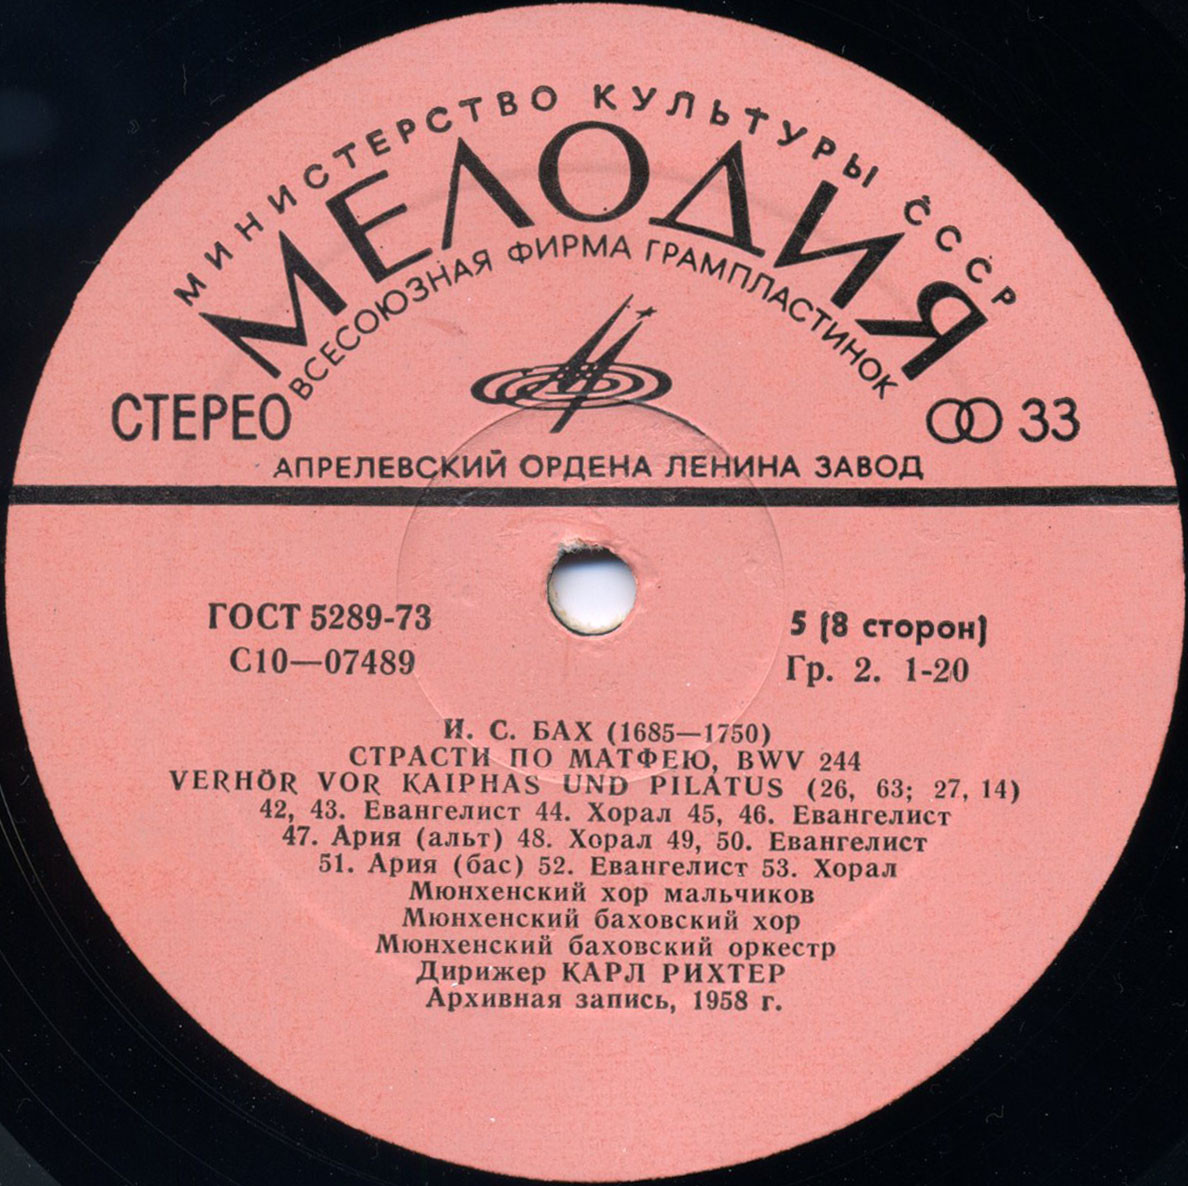 МИНИСТЕРСТВО КУЛЬТУРЫ СССР
МЕЛОДИЯ
ВСЕСОЮЗНАЯ ФИРМА ГРАМПЛАСТИНОК
СТЕРЕО
33
АПРЕЛЕВСКИЙ ОРДЕНА ЛЕНИНА ЗАВОД
ГОСТ 5289-73
С10—07489
5 (8 сторон)
Гр. 2. 1-20
И. С. БАХ (1685—1750)
СТРАСТИ ПО МАТФЕЮ, BWV 244
VERHÖR VOR KAIPHAS UND PILATUS (26, 63; 27, 14)
42, 43. Евангелист 44. Хорал 45, 46. Евангелист
47. Ария (альт) 48. Хорал 49, 50. Евангелист
51. Ария (бас) 52. Евангелист 53. Хорал
Мюнхенский хор мальчиков
Мюнхенский баховский хор
Мюнхенский баховский оркестр
Дирижер КАРЛ РИХТЕР
Архивная запись, 1958 г.